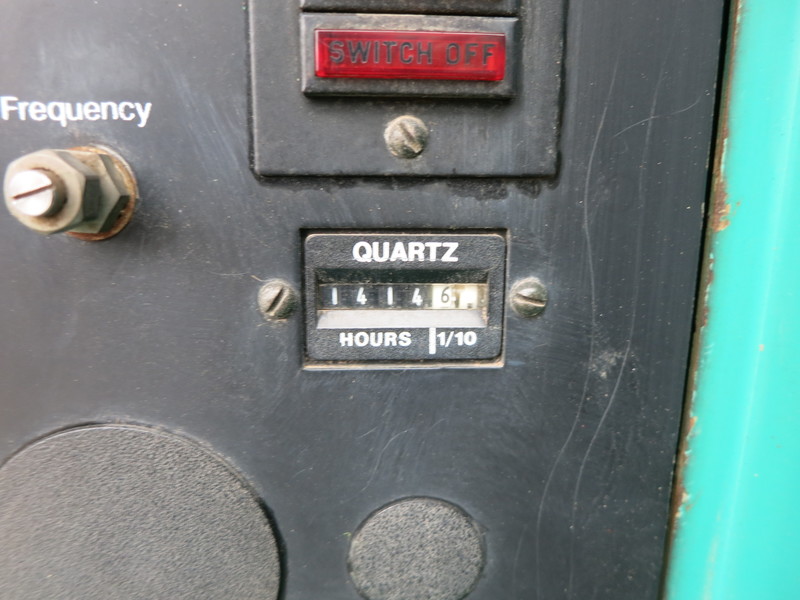 SWITCH OFF
Frequency
QUARTZ
1 4 1 4 6
HOURS 1/10